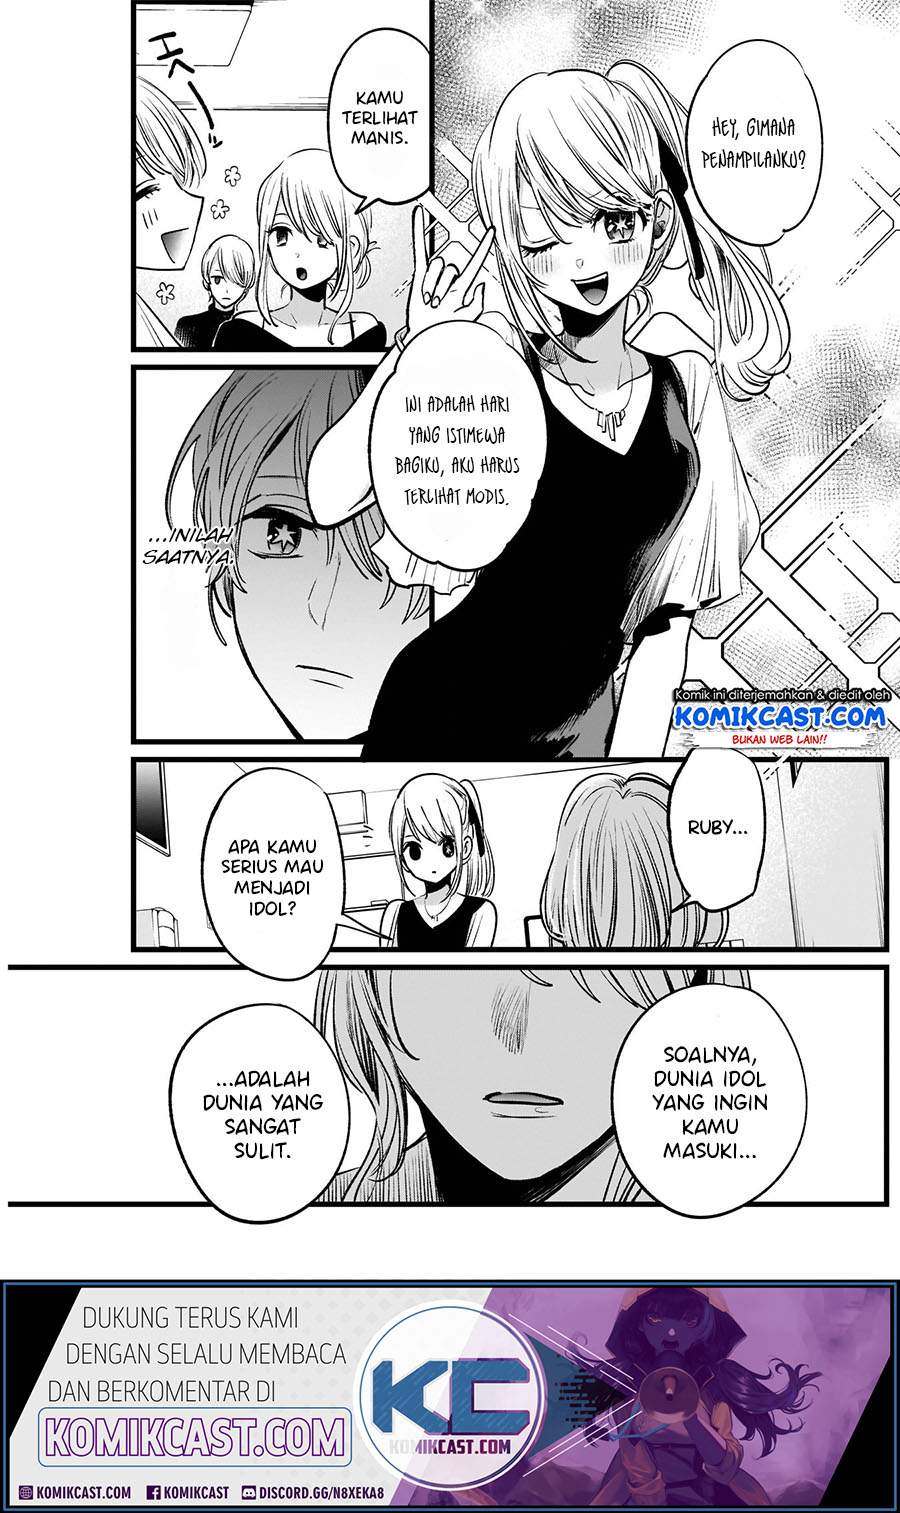 HEY, GIMANA
PENAMPILANKU?
KAMU
TERLIHAT
MANIS.
エヘーッ
INI ADALAH HARI
YANG ISTIMEWA
BAGIKU, AKU HARUS
TERLIHAT MODIS.
...INILAH
SAATNYA.
Komik ini diterjemahkan & diedit oleh
KOMIKCAST.COM
BUKAN WEB LAIN!!
RUBY...
APA KAMU
SERIUS MAU
MENJADI
IDOL?
SOALNYA,
DUNIA IDOL
YANG INGIN
KAMU
MASUKI...
...ADALAH
DUNIA YANG
SANGAT
SULIT.
DUKUNG TERUS KAMI
DENGAN SELALU MEMBACA
DAN BERKOMENTAR DI
KOMIKCAST.COM
KC
KOMIKCAST.COM
KOMIKCAST.COM
KOMIKCAST
DISCORD.GG/N8XEKA8